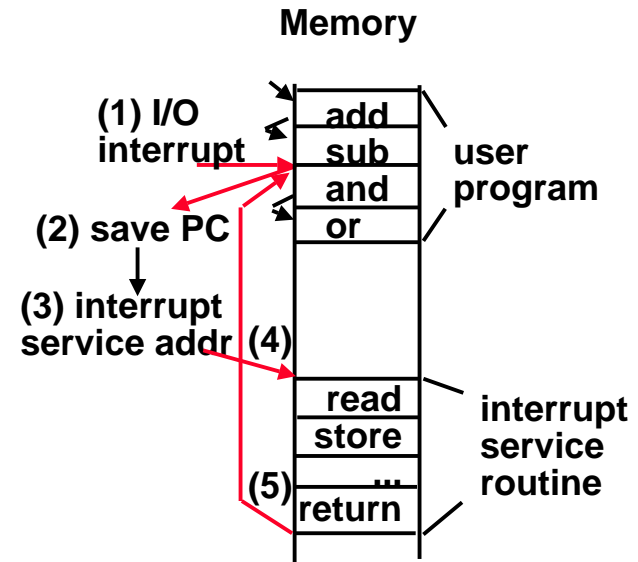 Memory
(1) I/O
interrupt
add
sub
and
or
user
program
(2) save PC
(3) interrupt
service addr
(4)
read
store
...
return
(5)
interrupt
service
routine